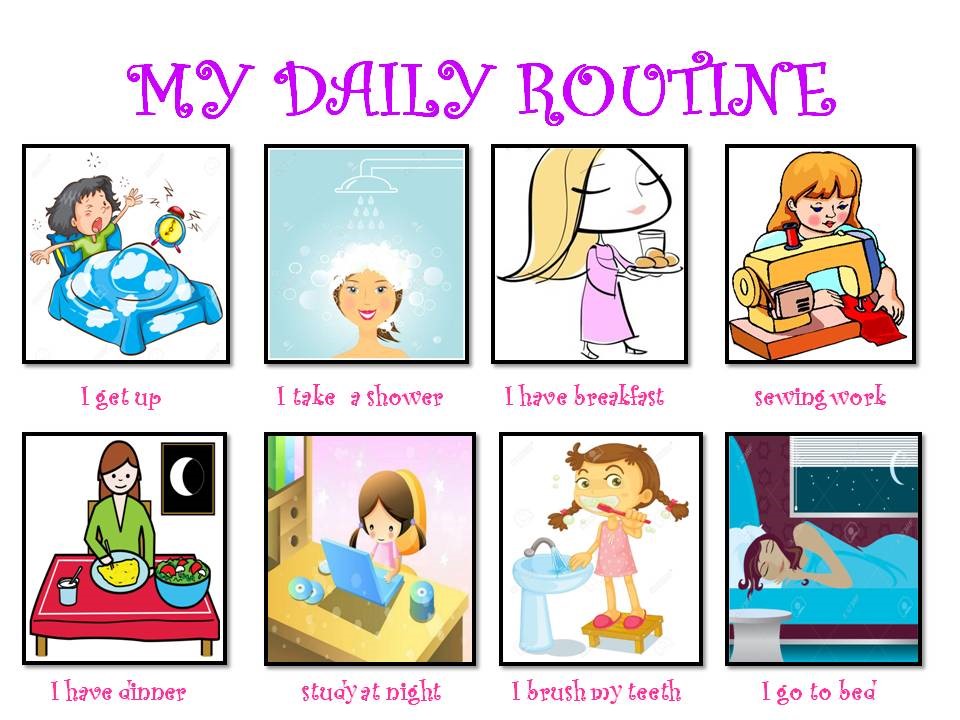 MY DAILY ROUTINE
I get up
I take a shower
I have breakfast
sewing work
I have dinner
study at night
I brush my teeth
I go to bed